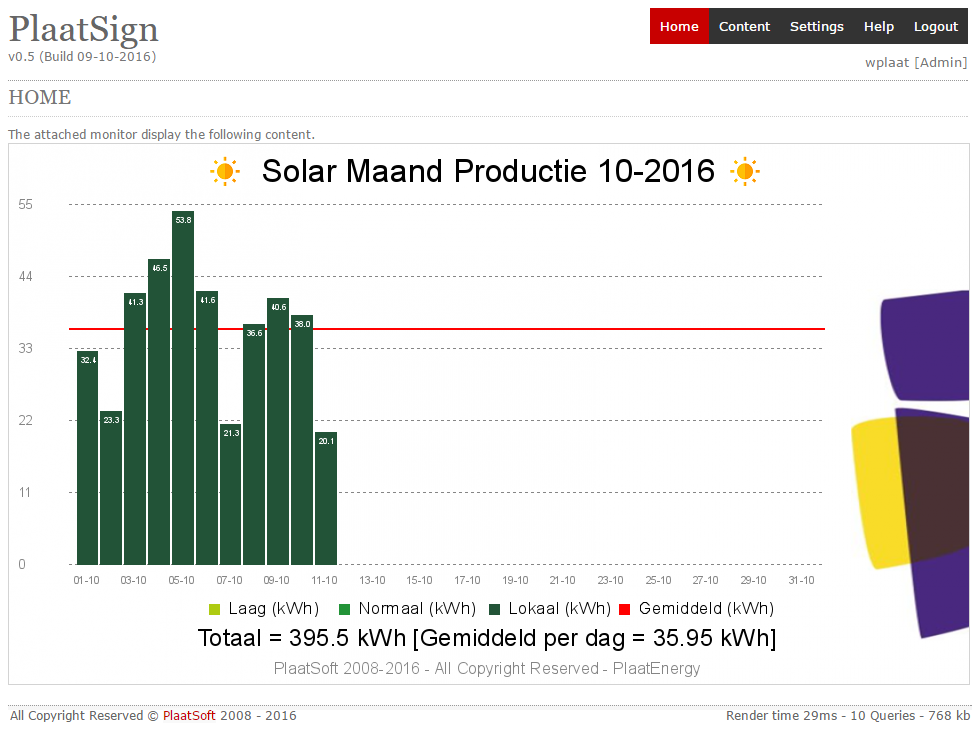 PlaatSign
v0.5 (Build 09-10-2016)
Home Content Settings Help Logout
wplaat [Admin]
HOME
The attached monitor display the following content.
Solar Maand Productie 10-2016
55
44
33
22
11
0
32.4
23.3
41.3
46.5
53.8
41.6
21.3
36.6
40.6
38.0
20.1
01-10 03-10 05-10 07-10 09-10 11-10 13-10 15-10 17-10 19-10 21-10 23-10 25-10 27-10 29-10 31-10
Laag (kWh) Normaal (kWh) Lokaal (kWh) Gemiddeld (kWh)
Totaal = 395.5 kWh [Gemiddeld per dag = 35.95 kWh]
PlaatSoft 2008-2016 - All Copyright Reserved - PlaatEnergy
All Copyright Reserved © PlaatSoft 2008 - 2016
Render time 29ms - 10 Queries - 768 kb